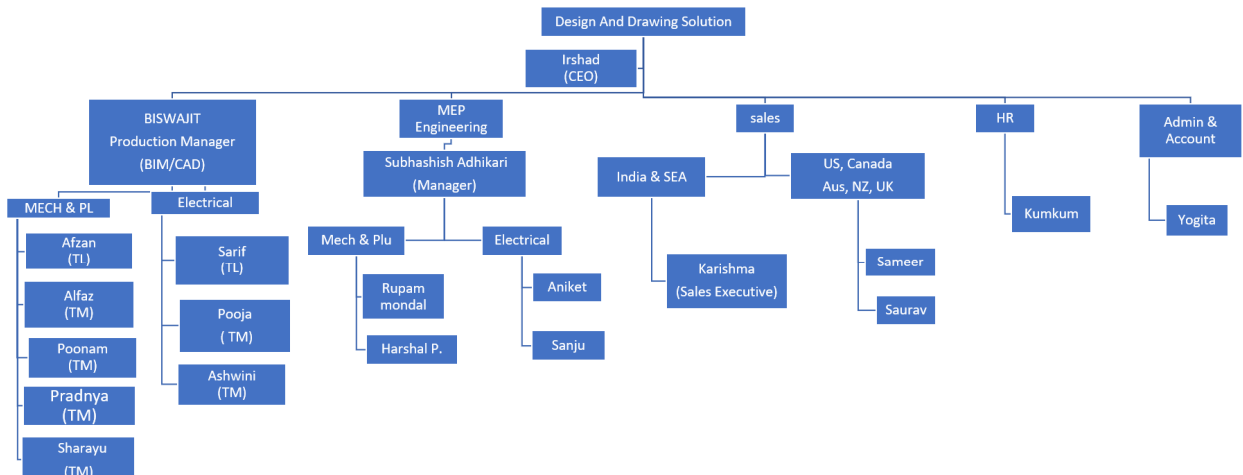 Design And Drawing Solution
Irshad
(CEO)
BISWAJIT
Production Manager
(BIM/CAD)
MEP
Engineering
sales
HR
Admin &
Account
Subhashish Adhikari
(Manager)
India & SEA
US, Canada
Aus, NZ, UK
MECH & PL
Electrical
Kumkum
Yogita
Afzan
(TL)
Alfaz
(TM)
Poonam
(TM)
Pradnya
(TM)
Sharayu
(TM)
Sarif
(TL)
Pooja
( TM)
Ashwini
(TM)
Mech & Plu
Electrical
Rupam
mondal
Harshal P.
Aniket
Sanju
Karishma
(Sales Executive)
Sameer
Saurav